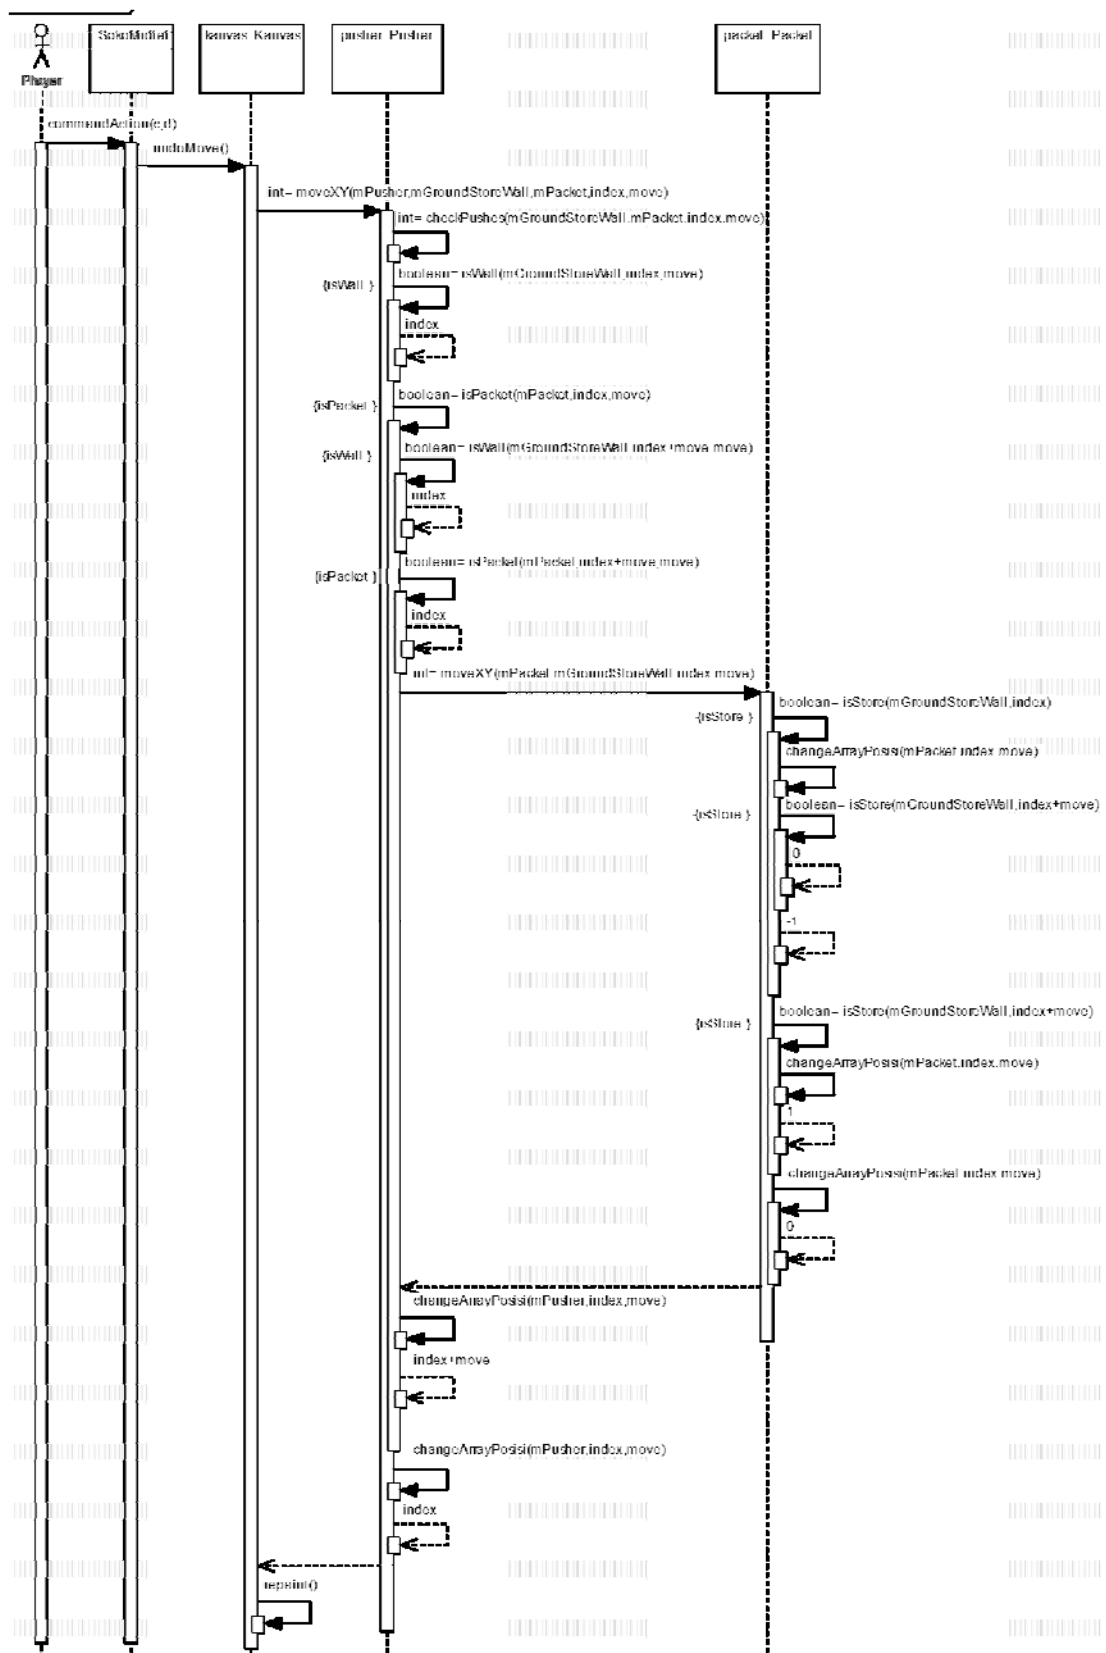 Player
SokoMidlet
kanvas Kanvas
pusher Pusher
packet Packet
commandAction(c,d)
undoMove()
int= moveXY(mPusher,mGroundStoreWall,mPacket,index,move)
int= checkPushes(mGroundStoreWall,mPacket,index,move)
boolean= isWall(mGroundStoreWall,index,move)
{isWall }
index
boolean= isPacket(mPacket,index,move)
{isPacket }
boolean= isWall(mGroundStoreWall,index+move,move)
{isWall }
index
boolean= isPacket(mPacket,index+move,move)
{isPacket }
index
int= moveXY(mPacket,mGroundStoreWall,index,move)
boolean= isStore(mGroundStoreWall,index)
{isStore }
changeArrayPosisi(mPacket,index,move)
boolean= isStore(mGroundStoreWall,index+move)
{isStore }
0
-1
boolean= isStore(mGroundStoreWall,index+move)
{isStore }
changeArrayPosisi(mPacket,index,move)
1
changeArrayPosisi(mPacket,index,move)
0
changeArrayPosisi(mPusher,index,move)
index+move
changeArrayPosisi(mPusher,index,move)
index
repaint()